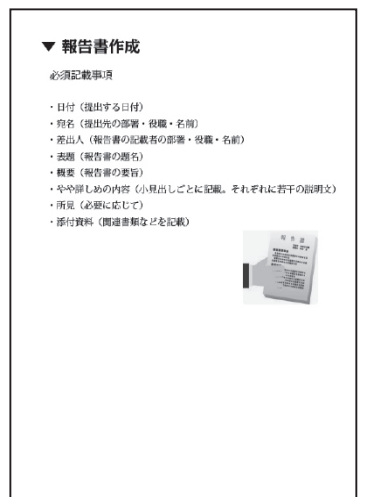 ▼ 報告書作成
必須記載事項
・日付（提出する日付）
・宛名（提出先の部署・役職・名前）
・差出人（報告書の記載者の部署・役職・名前）
・表題（報告書の題名）
・概要（報告書の要旨）
・やや詳しめの内容（小見出しごとに記載。それぞれに若干の説明文）
・所見（必要に応じて）
・添付資料（関連書類などを記載）
報告書